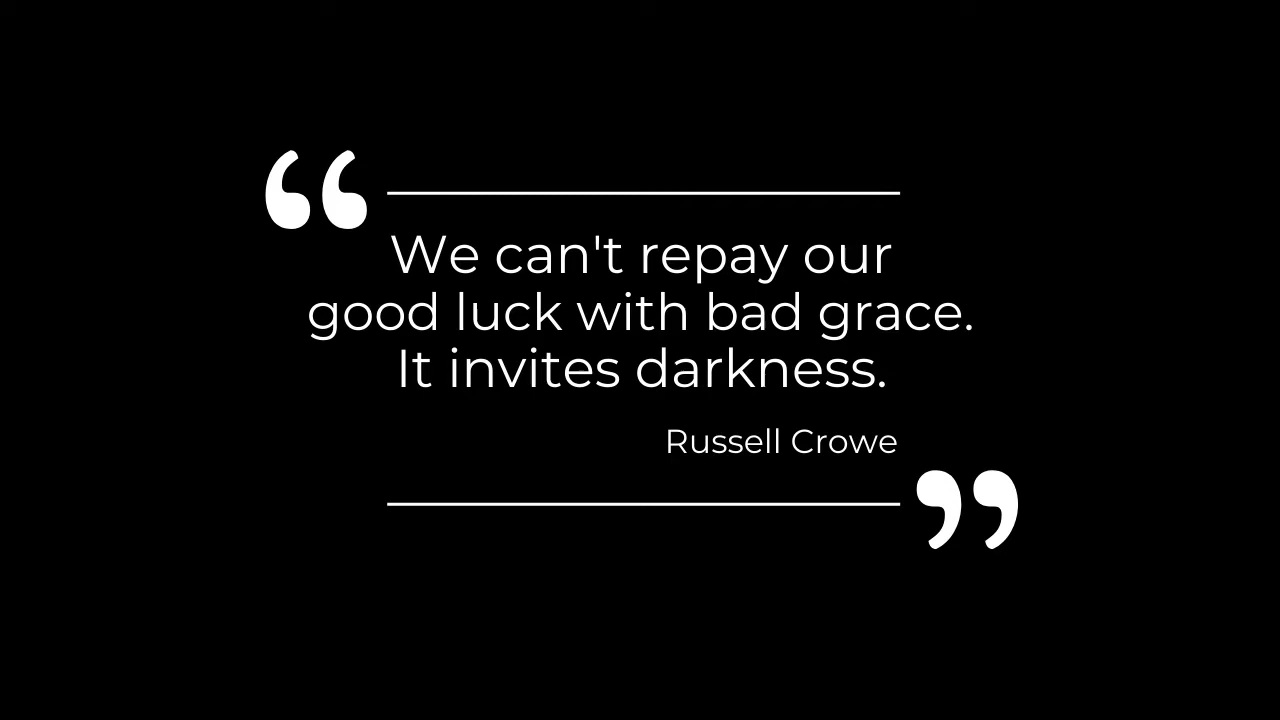 “
We can't repay our
good luck with bad grace.
It invites darkness.
Russell Crowe
”